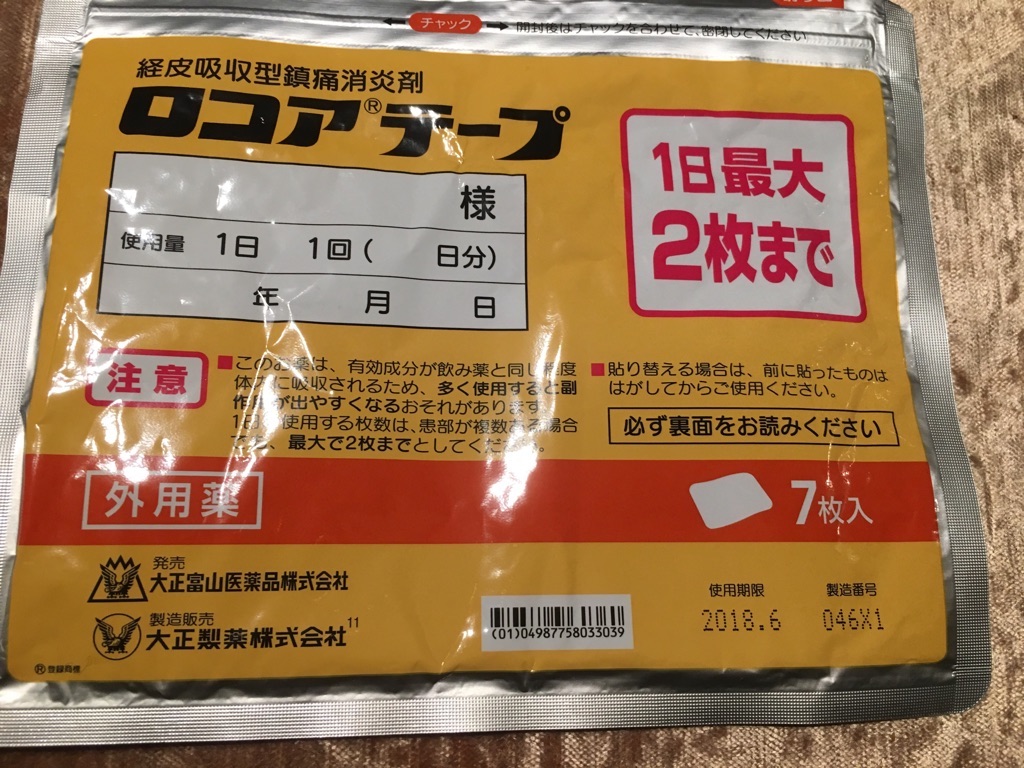 チャック
開封後はチャックを合わせて、密閉してください
経皮吸収型鎮痛消炎剤
ロコア®テープ
様
使用量 1日 1回( 日分)
年 月 日
1日最大
2枚まで
注意
■このお薬は、有効成分が飲み薬と同じ程度
体内に吸収されるため、多く使用すると副
作用が出やすくなるおそれがあります。
1日に使用する枚数は、患部が複数ある場合
でも、最大で2枚までとしてください。
■貼り替える場合は、前に貼ったものは
はがしてからご使用ください。
必ず裏面をお読みください
外用薬
7枚入
発売
大正富山医薬品株式会社
製造販売
大正製薬株式会社 11
®登録商標
(01)04987758033039
使用期限
2018.6
製造番号
046X1